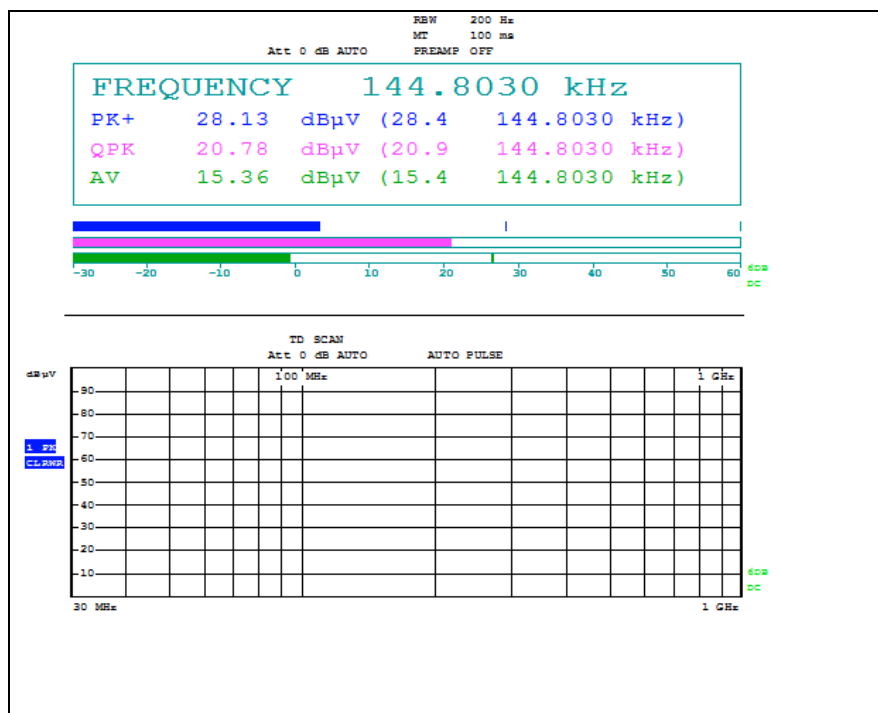 RBW 200 Hz
MT 100 ms
Att 0 dB AUTO PREAMP OFF
FREQUENCY 144.8030 kHz
PK+ 28.13 dBµV (28.4 144.8030 kHz)
QPK 20.78 dBµV (20.9 144.8030 kHz)
AV 15.36 dBµV (15.4 144.8030 kHz)
-30 -20 -10 0 10 20 30 40 50 60
6DB
DC
TD SCAN
Att 0 dB AUTO AUTO PULSE
dBµV
100 MHz 1 GHz
90
80
70
1 PK
60
CLRWR
50
40
30
20
10
6DB
DC
30 MHz 1 GHz